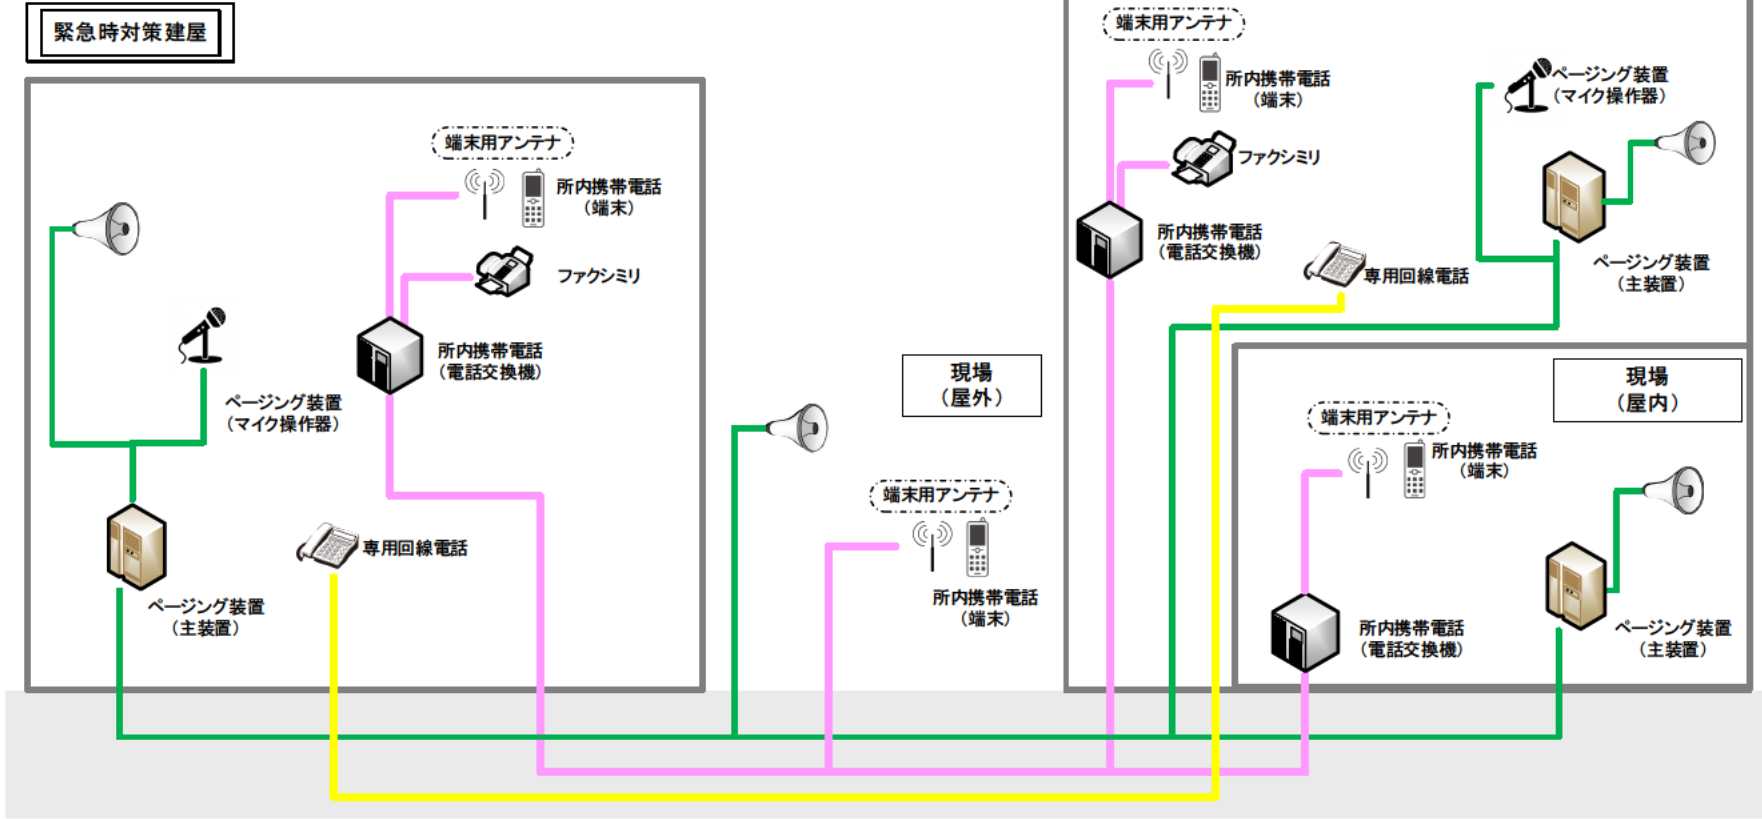 緊急時対策建屋
端末用アンテナ
所内携帯電話
（端末）
ファクシミリ
所内携帯電話
（電話交換機）
ページング装置
（マイク操作器）
専用回線電話
ページング装置
（主装置）
現場
（屋外）
端末用アンテナ
所内携帯電話
（端末）
端末用アンテナ
所内携帯電話
（端末）
ファクシミリ
所内携帯電話
（電話交換機）
専用回線電話
ページング装置
（マイク操作器）
ページング装置
（主装置）
現場
（屋内）
端末用アンテナ
所内携帯電話
（端末）
所内携帯電話
（電話交換機）
ページング装置
（主装置）